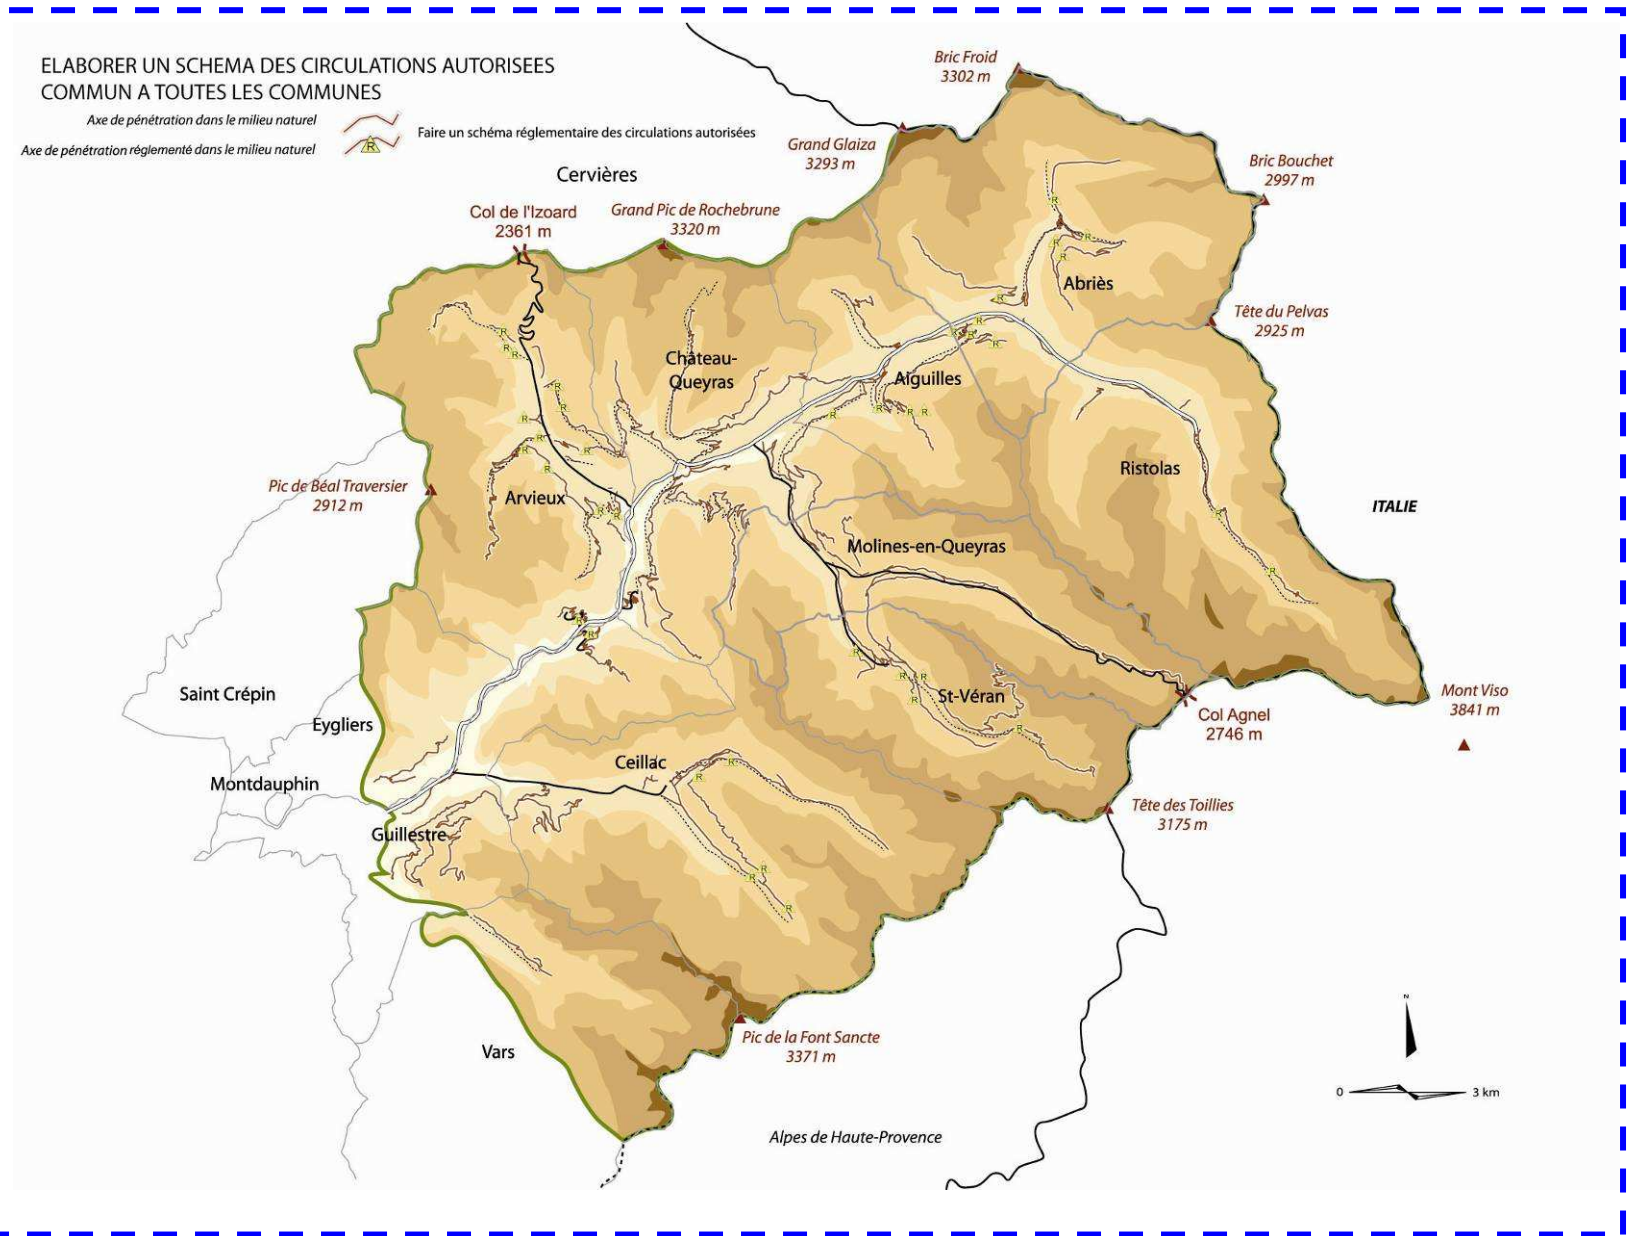 ELABORER UN SCHEMA DES CIRCULATIONS AUTORISEES
COMMUN A TOUTES LES COMMUNES
Axe de pénétration dans le milieu naturel
Axe de pénétration réglementé dans le milieu naturel
R
Faire un schéma réglementaire des circulations autorisées
Bric Froid
3302 m
Grand Glaiza
3293 m
Bric Bouchet
2997 m
Cervières
Col de l'Izoard
2361 m
Grand Pic de Rochebrune
3320 m
Abriès
Tête du Pelvas
2925 m
Château-
Queyras
Aiguilles
Ristolas
Pic de Béal Traversier
2912 m
Arvieux
ITALIE
Molines-en-Queyras
Saint Crépin
Eygliers
St-Véran
Mont Viso
3841 m
Col Agnel
2746 m
Ceillac
Montdauphin
Guillestre
Tête des Toillies
3175 m
Pic de la Font Sancte
3371 m
Vars
Alpes de Haute-Provence
N
0
3 km